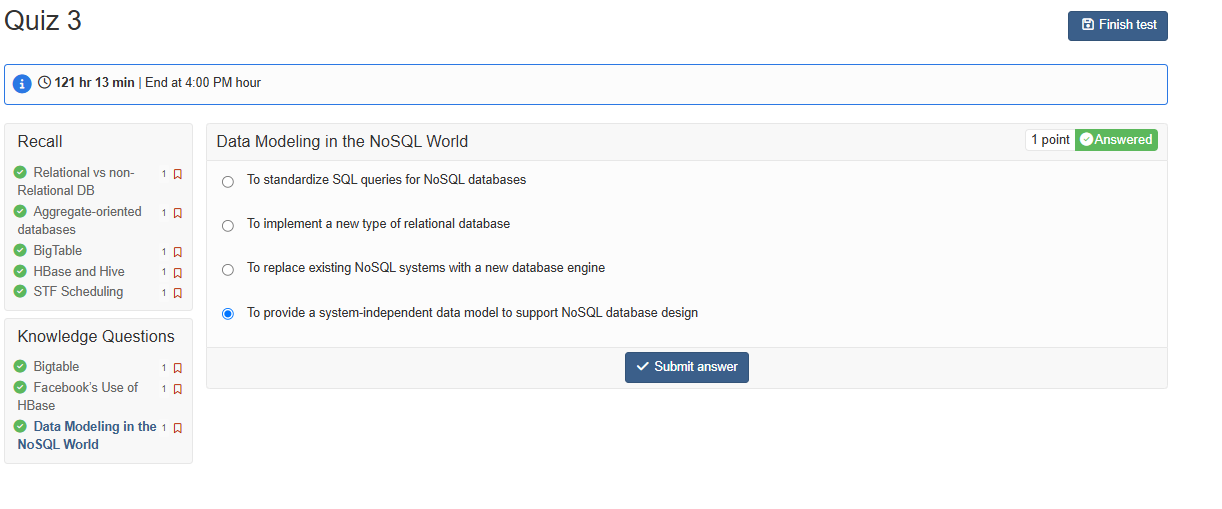 Quiz 3
Finish test
121 hr 13 min | End at 4:00 PM hour
Recall
Relational vs non- 1
Relational DB
Aggregate-oriented 1
databases
BigTable 1
HBase and Hive 1
STF Scheduling 1
Knowledge Questions
Bigtable 1
Facebook's Use of 1
HBase
Data Modeling in the 1
NoSQL World
Data Modeling in the NoSQL World 1 point Answered
To standardize SQL queries for NoSQL databases
To implement a new type of relational database
To replace existing NoSQL systems with a new database engine
To provide a system-independent data model to support NoSQL database design
Submit answer